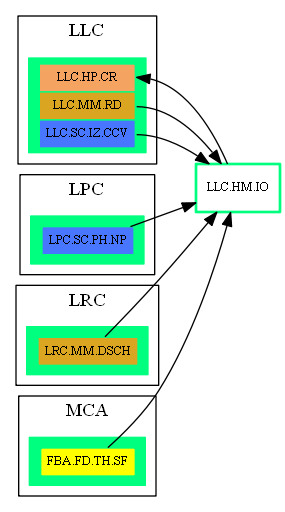 LLC
LLC.HP.CR
LLC.MM.RD
LLC.SC.IZ.CCV
LLC.HM.IO
LPC
LPC.SC.PH.NP
LRC
LRC.MM.DSCH
MCA
FBA.FD.TH.SF